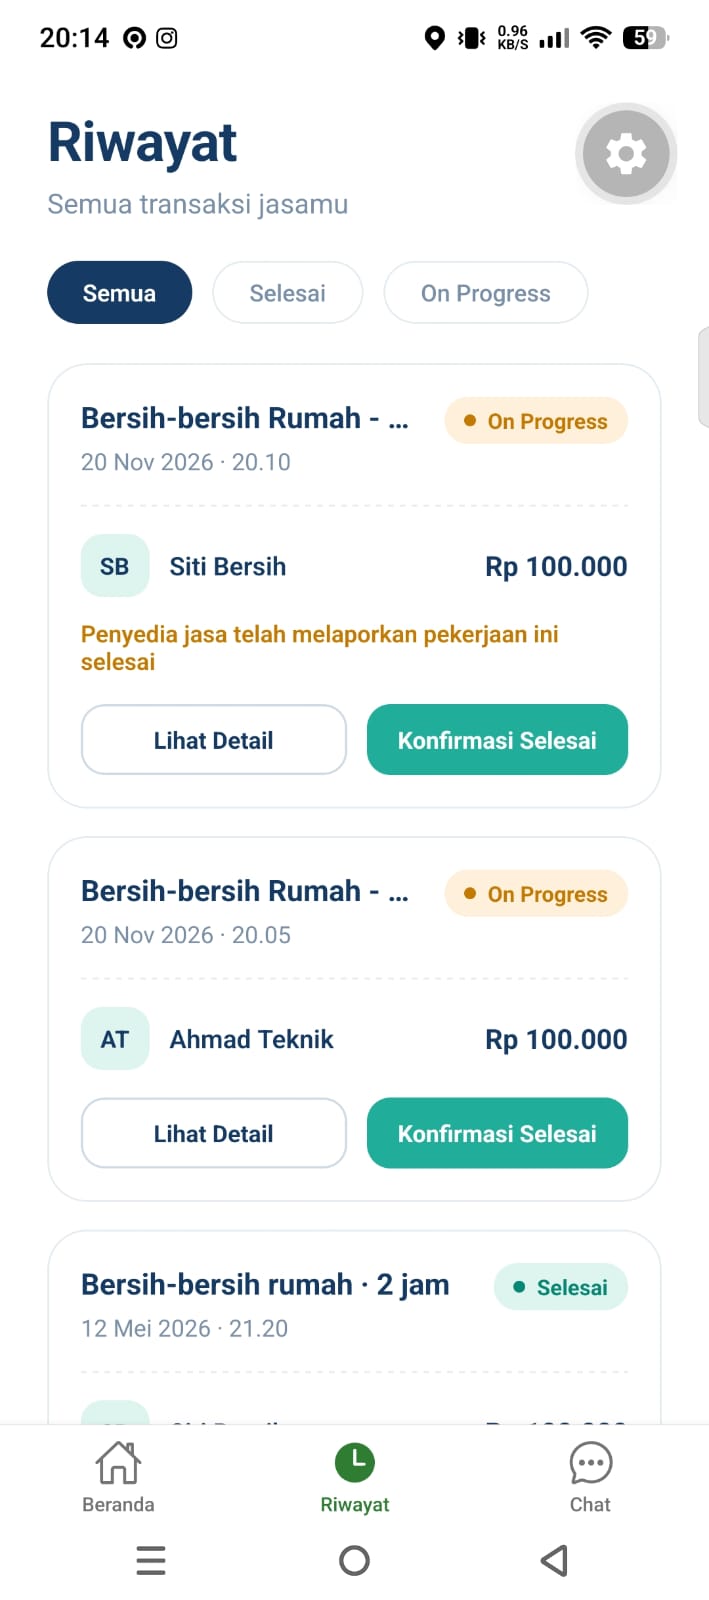 20:14
0.96
KB/S
59
Riwayat
Semua transaksi jasamu
Semua
Selesai
On Progress
Bersih-bersih Rumah - ...
On Progress
20 Nov 2026 · 20.10
SB
Siti Bersih
Rp 100.000
Penyedia jasa telah melaporkan pekerjaan ini
selesai
Lihat Detail
Konfirmasi Selesai
Bersih-bersih Rumah - ...
On Progress
20 Nov 2026 · 20.05
AT
Ahmad Teknik
Rp 100.000
Lihat Detail
Konfirmasi Selesai
Bersih-bersih rumah · 2 jam
Selesai
12 Mei 2026 · 21.20
Beranda
Riwayat
Chat